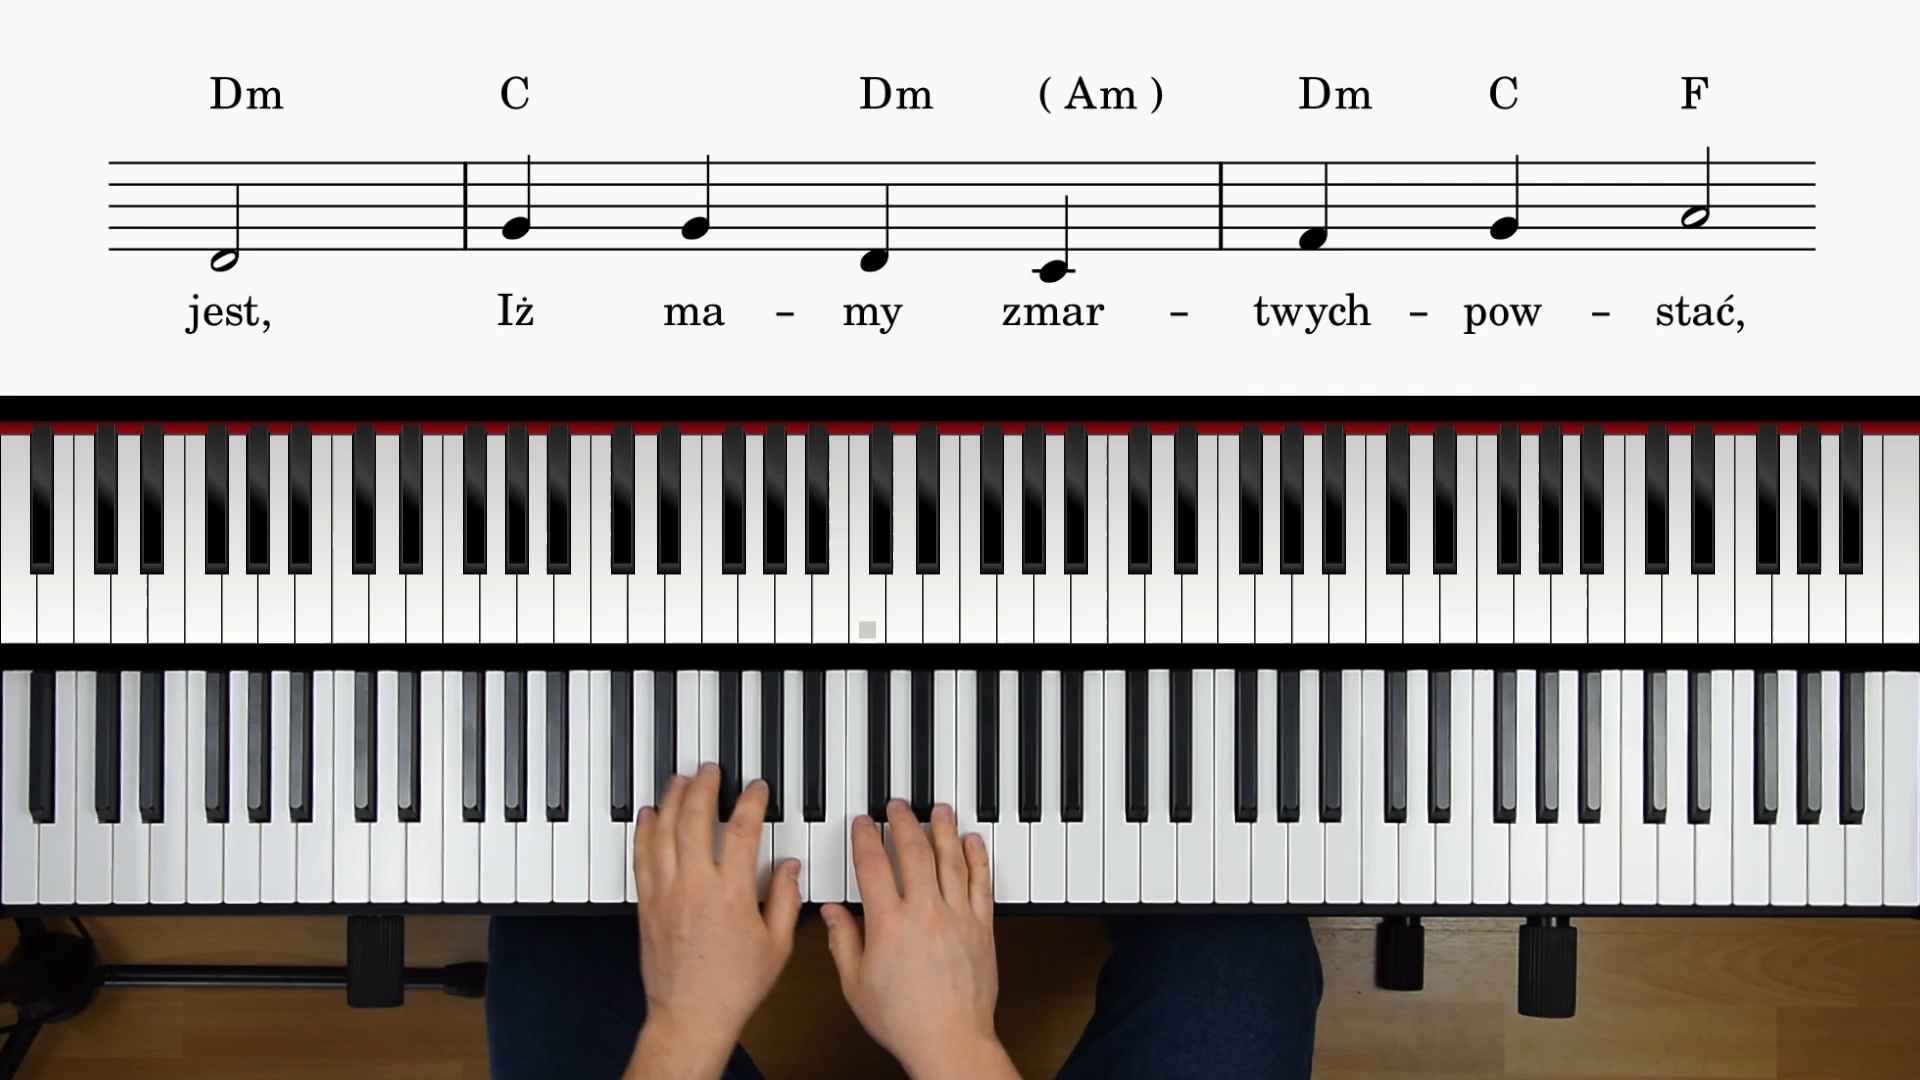 Dm C Dm ( Am ) Dm C F
jest, Iż ma – my zmar – twych – pow – stać,